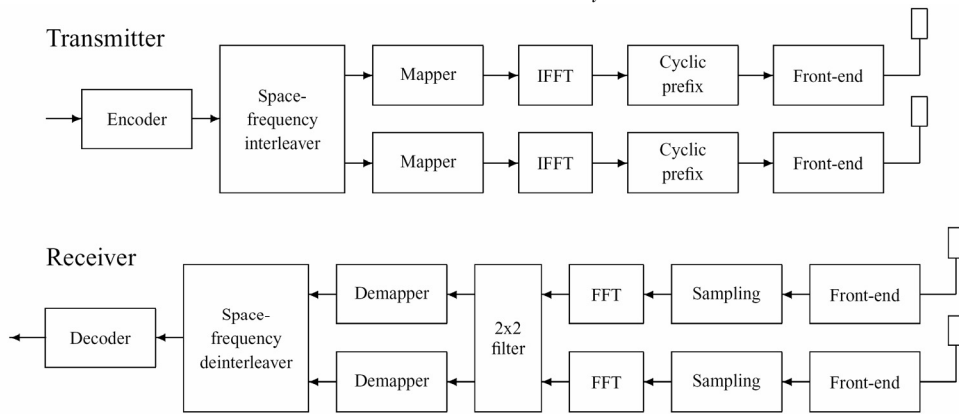 Transmitter
Encoder
Space-
frequency
interleaver
Mapper
IFFT
Cyclic
prefix
Front-end
Mapper
IFFT
Cyclic
prefix
Front-end
Receiver
Decoder
Space-
frequency
deinterleaver
Demapper
2x2
filter
FFT
Sampling
Front-end
Demapper
FFT
Sampling
Front-end